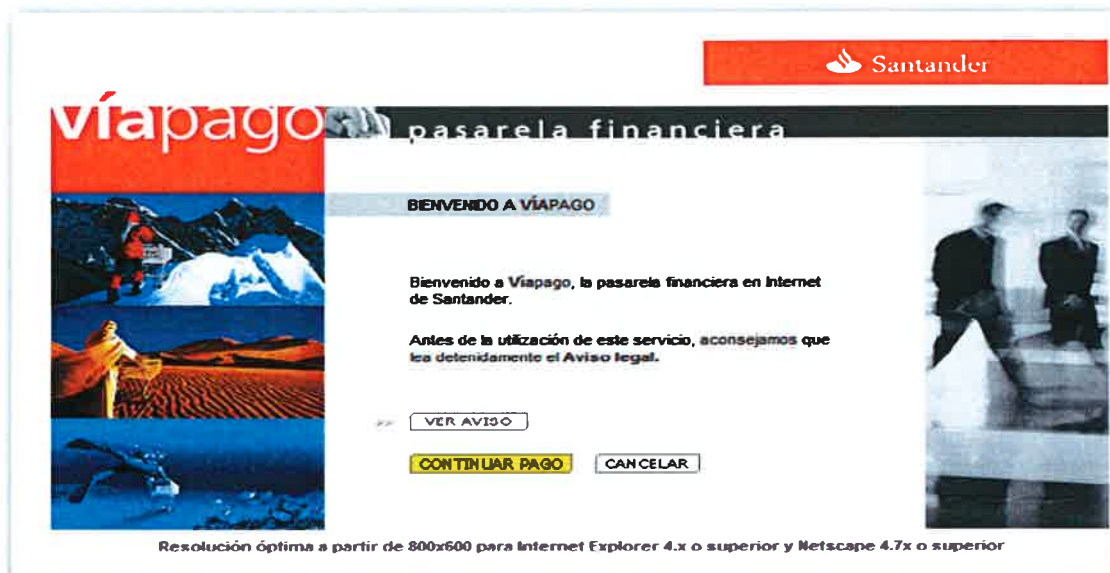 Santander
víapago
pasarela financiera
BIENVENIDO A VÍAPAGO
Bienvenido a Víapago, la pasarela financiera en Internet
de Santander.
Antes de la utilización de este servicio, aconsejamos que
lea detenidamente el Aviso legal.
>> VER AVISO
CONTINUAR PAGO CANCELAR
Resolución óptima a partir de 800x600 para Internet Explorer 4.x o superior y Netscape 4.7x o superior